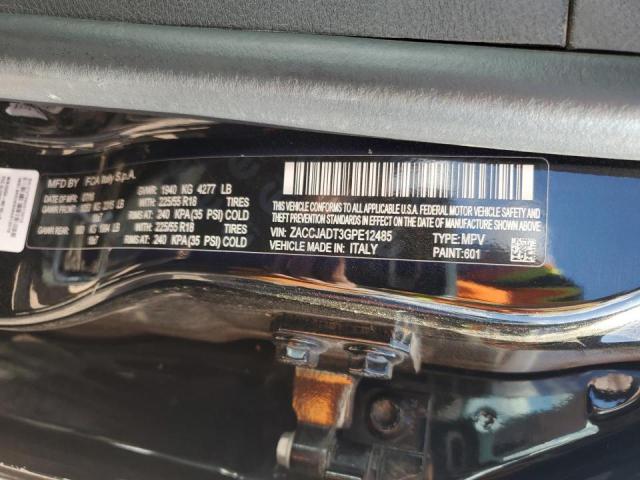 MFD BY FCA Italy S.p.A.
GVWR: 1940 KG 4277 LB
225/55 R18 TIRES
AT: 240 KPA(35 PSI) COLD
225/55 R18 TIRES
AT: 240 KPA(35 PSI) COLD
THIS VEHICLE CONFORMS TO ALL APPLICABLE U.S.A. FEDERAL MOTOR VEHICLE SAFETY, BUMPER, AND
THEFT PREVENTION STANDARDS IN EFFECT ON THE DATE OF MANUFACTURE SHOWN ABOVE.
VIN: ZACCJADT3GPE12485 TYPE: MPV
VEHICLE MADE IN: ITALY PAINT:601